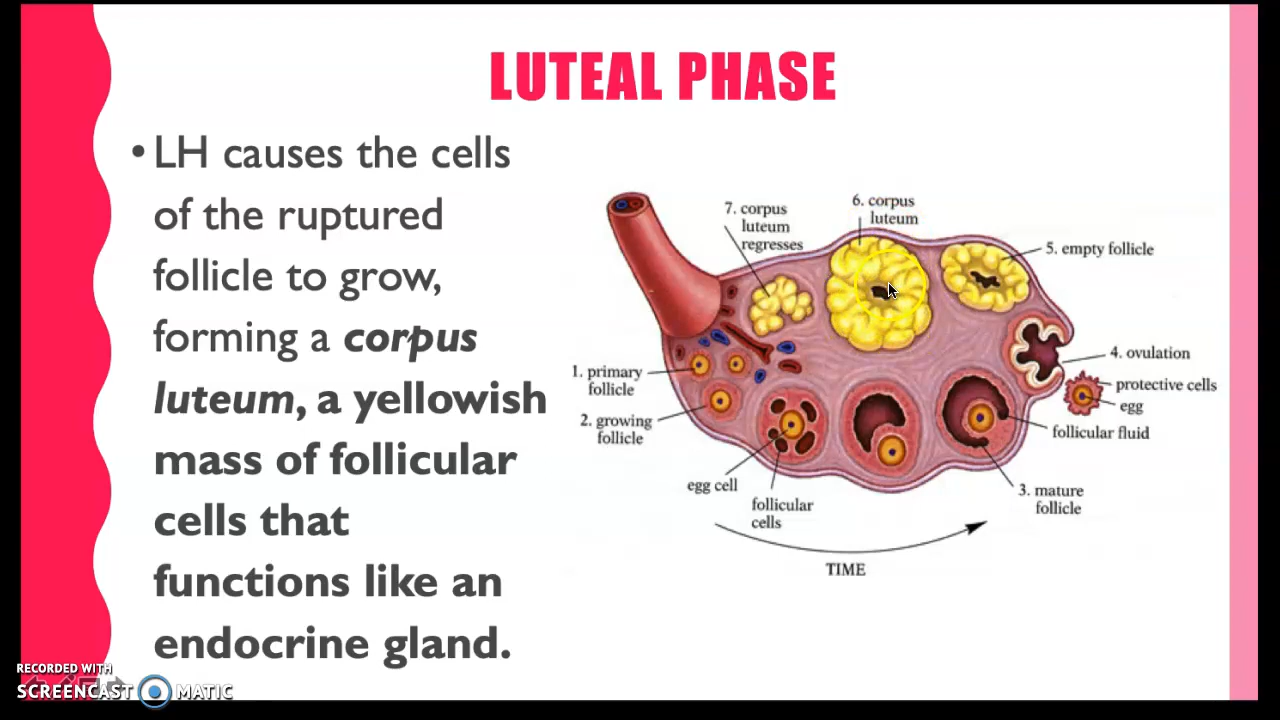 LUTEAL PHASE
• LH causes the cells
of the ruptured
follicle to grow,
forming a corpus
luteum, a yellowish
mass of follicular
cells that
functions like an
endocrine gland.
7. corpus
luteum
regresses
6. corpus
luteum
5. empty follicle
4. ovulation
protective cells
egg
follicular fluid
3. mature
follicle
1. primary
follicle
2. growing
follicle
egg cell
follicular
cells
TIME
RECORDED WITH
SCREENCAST MATIC